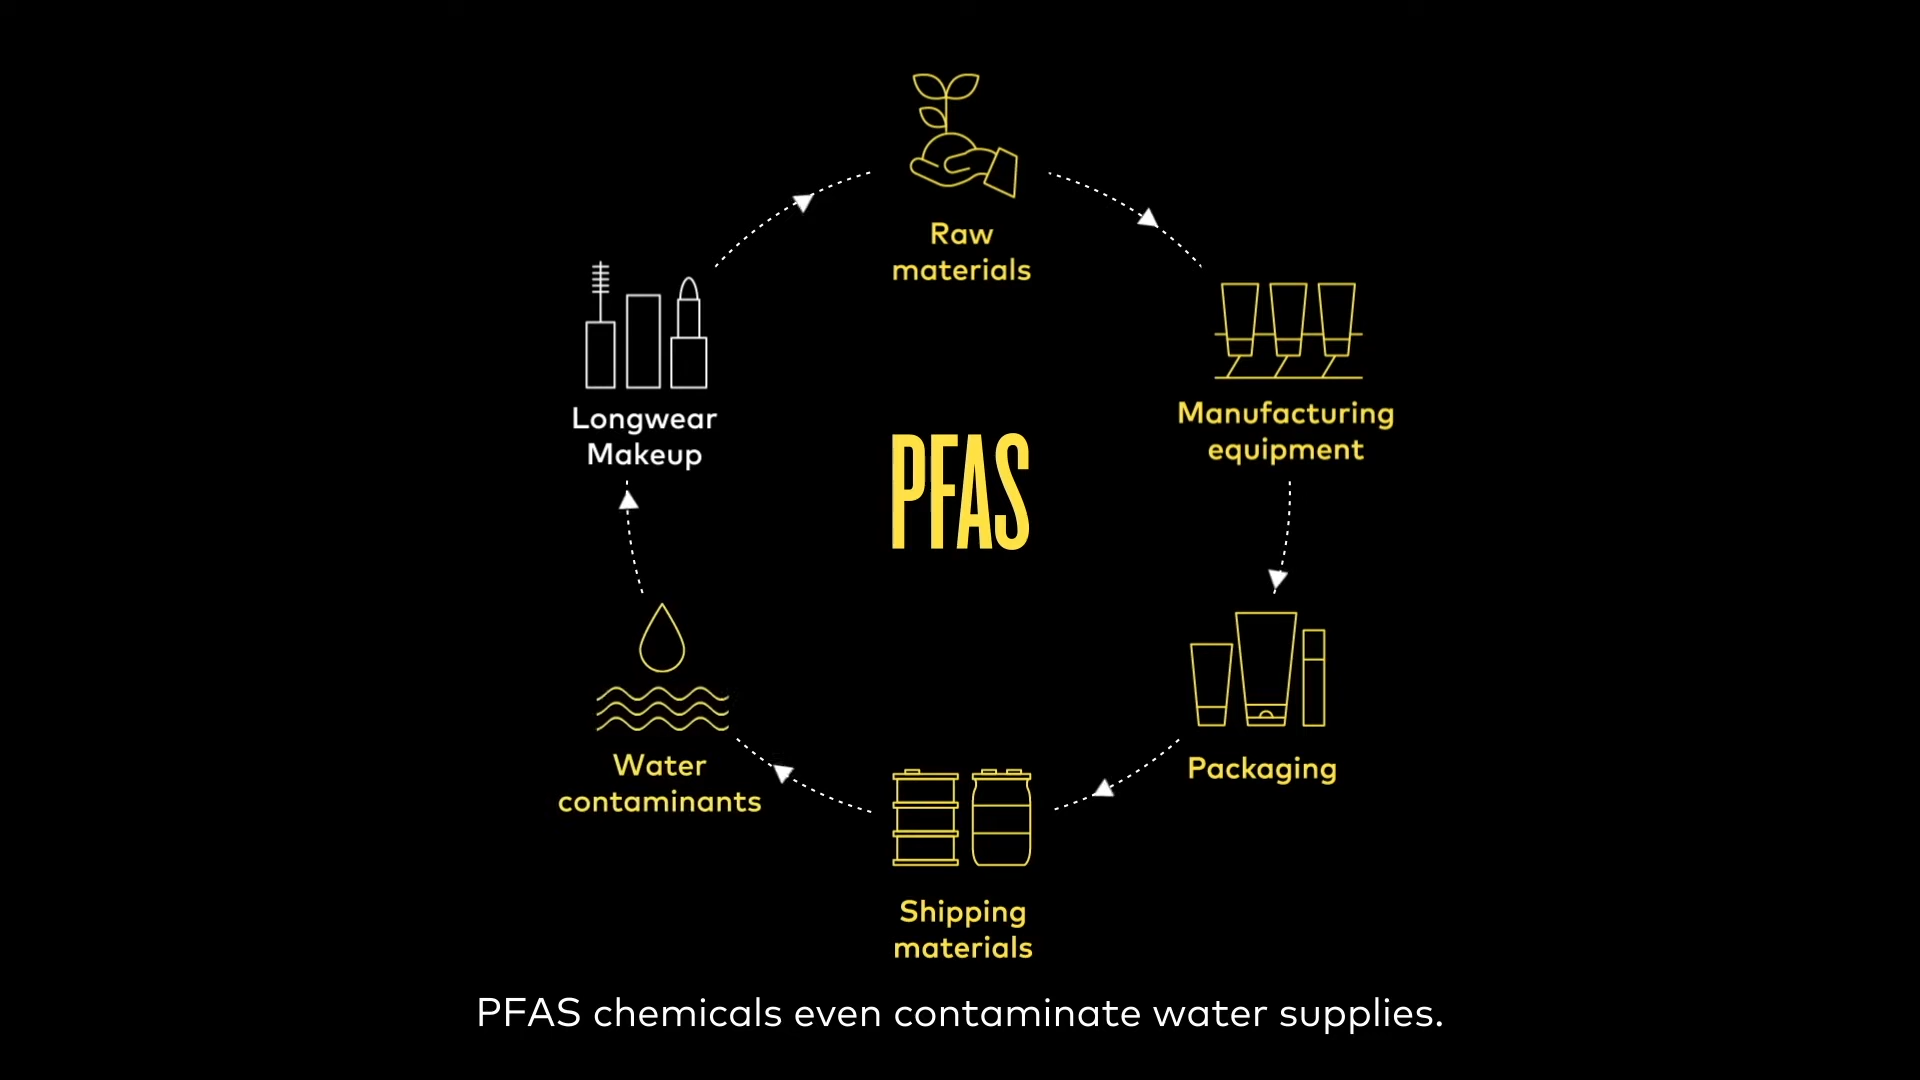 Raw
materials
Manufacturing
equipment
Packaging
Shipping
materials
Water
contaminants
Longwear
Makeup
PFAS
PFAS chemicals even contaminate water supplies.